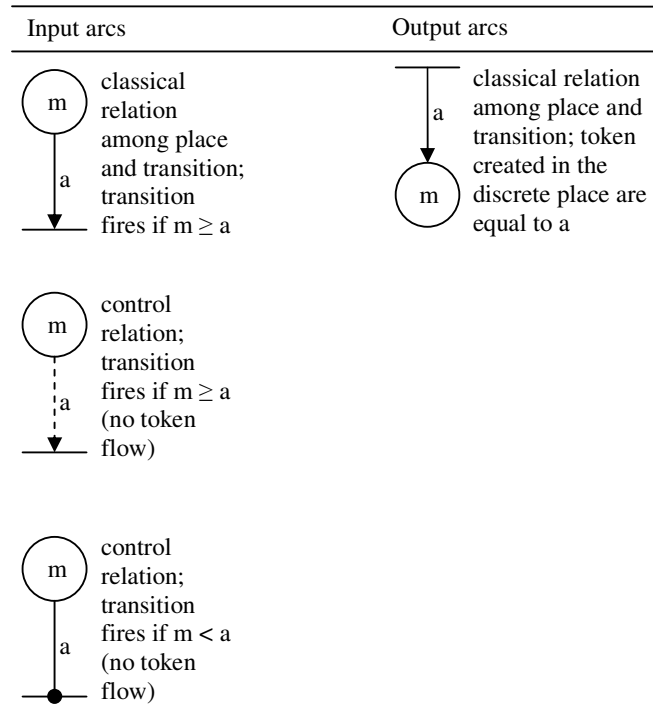 Input arcs
Output arcs
m
a
classical
relation
among place
and transition;
transition
fires if m ≥ a
a
m
classical relation
among place and
transition; token
created in the
discrete place are
equal to a
m
a
control
relation;
transition
fires if m ≥ a
(no token
flow)
m
a
control
relation;
transition
fires if m < a
(no token
flow)